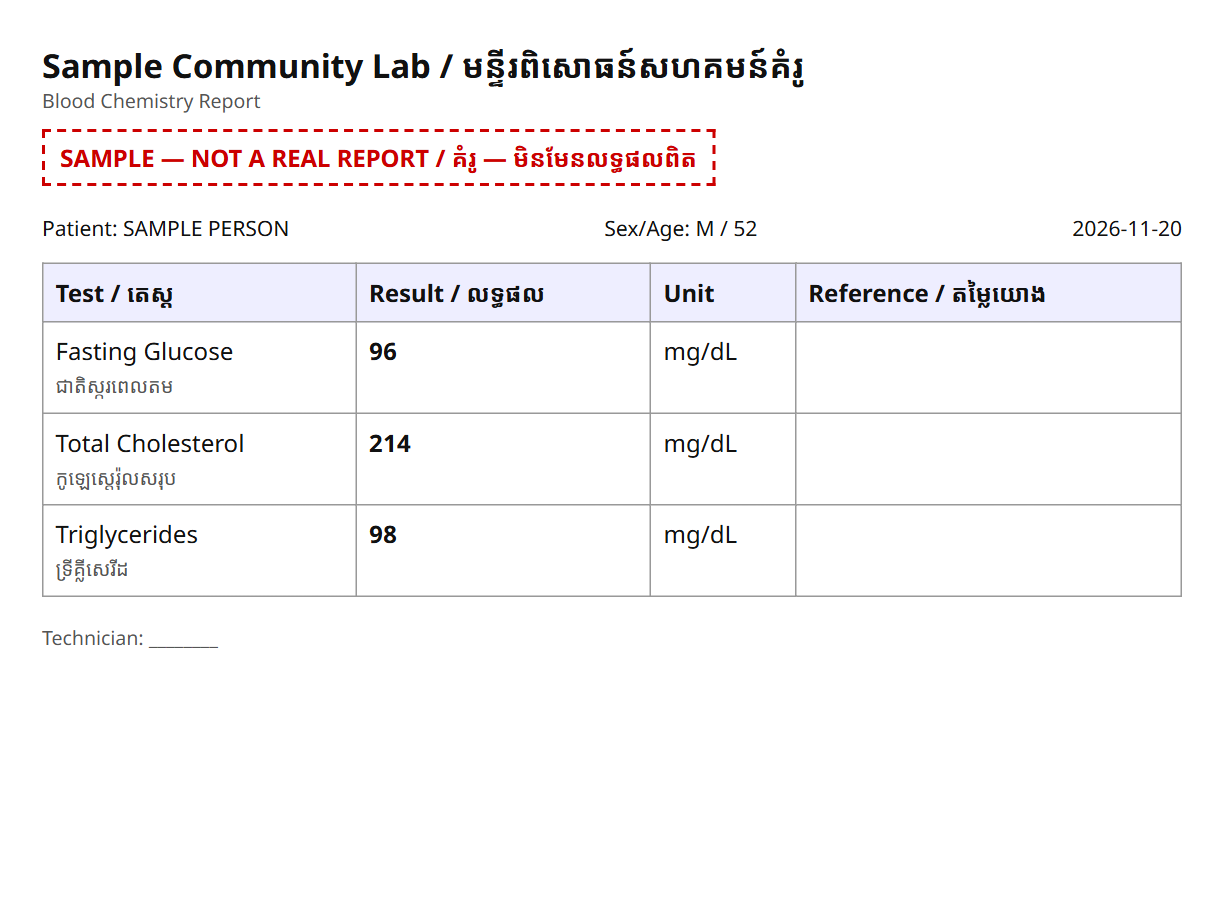 Sample Community Lab / មន្ទីរពិសោធន៍សហគមន៍គំរូ
Blood Chemistry Report
SAMPLE — NOT A REAL REPORT / គំរូ — មិនមែនលទ្ធផលពិត
Patient: SAMPLE PERSON Sex/Age: M / 52 2026-11-20
Test / តេស្ត Result / លទ្ធផល Unit Reference / តម្លៃយោង
Fasting Glucose 96 mg/dL
ជាតិស្ករពេលតម
Total Cholesterol 214 mg/dL
កូឡេស្តេរ៉ុលសរុប
Triglycerides 98 mg/dL
ទ្រីគ្លីសេរីដ
Technician: ________